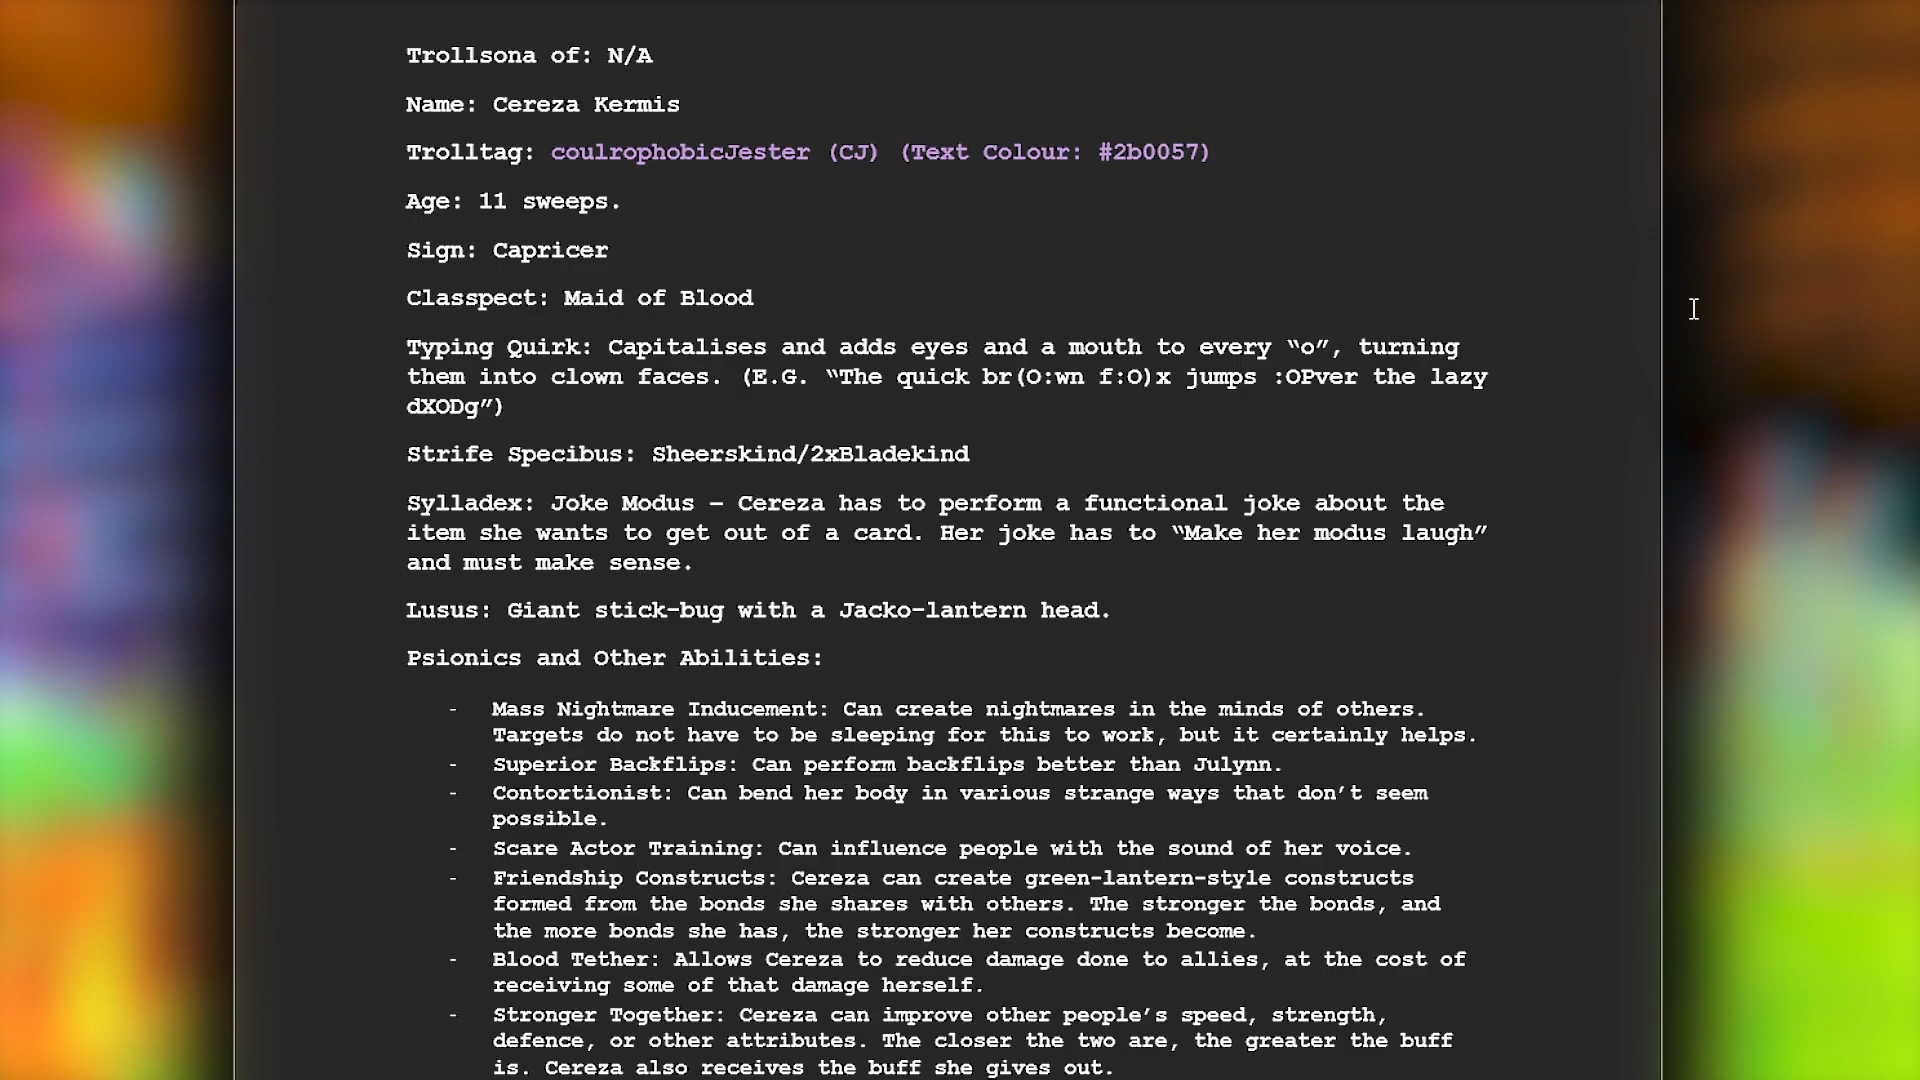 Trollsona of: N/A
Name: Cereza Kermis
Trolltag: coulrophobicJester (CJ) (Text Colour: #2b0057)
Age: 11 sweeps.
Sign: Capricer
Classpect: Maid of Blood
Typing Quirk: Capitalises and adds eyes and a mouth to every “o”, turning
them into clown faces. (E.G. “The quick br(O:wn f:O)x jumps :OPver the lazy
dXODg”)
Strife Specibus: Sheerskind/2xBladekind
Sylladex: Joke Modus – Cereza has to perform a functional joke about the
item she wants to get out of a card. Her joke has to “Make her modus laugh”
and must make sense.
Lusus: Giant stick-bug with a Jacko-lantern head.
Psionics and Other Abilities:
- Mass Nightmare Inducement: Can create nightmares in the minds of others.
Targets do not have to be sleeping for this to work, but it certainly helps.
- Superior Backflips: Can perform backflips better than Julynn.
- Contortionist: Can bend her body in various strange ways that don’t seem
possible.
- Scare Actor Training: Can influence people with the sound of her voice.
- Friendship Constructs: Cereza can create green-lantern-style constructs
formed from the bonds she shares with others. The stronger the bonds, and
the more bonds she has, the stronger her constructs become.
- Blood Tether: Allows Cereza to reduce damage done to allies, at the cost of
receiving some of that damage herself.
- Stronger Together: Cereza can improve other people’s speed, strength,
defence, or other attributes. The closer the two are, the greater the buff
is. Cereza also receives the buff she gives out.